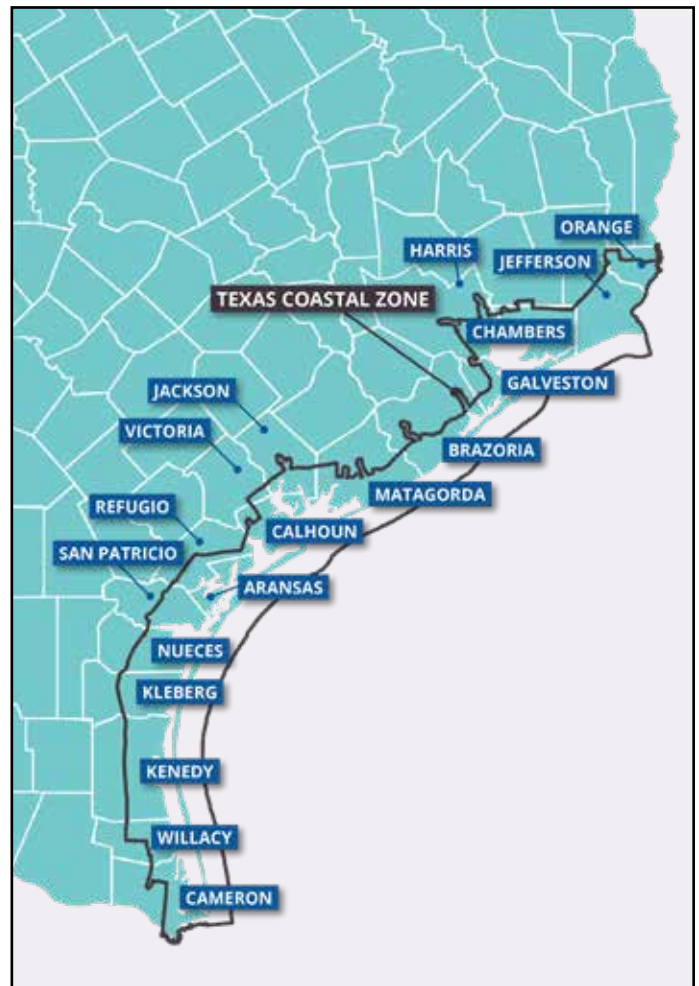 ORANGE
HARRIS
JEFFERSON
TEXAS COASTAL ZONE
CHAMBERS
GALVESTON
JACKSON
VICTORIA
BRAZORIA
MATAGORDA
REFUGIO
CALHOUN
SAN PATRICIO
ARANSAS
NUECES
KLEBERG
KENEDY
WILLACY
CAMERON